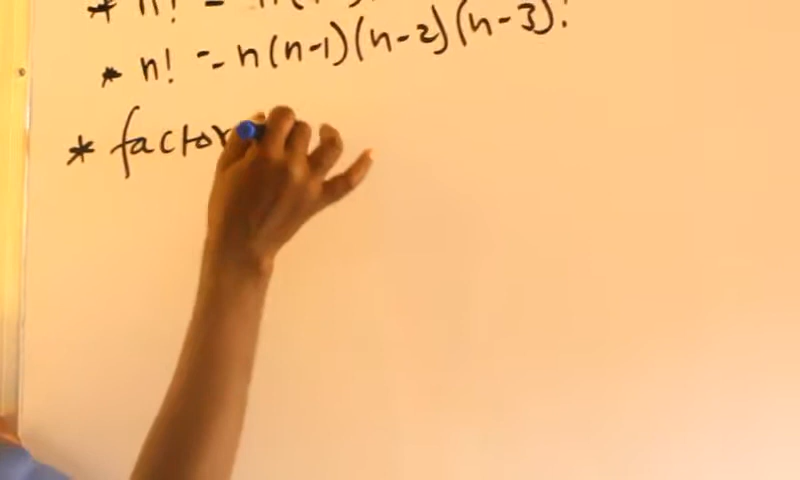 * n! = n(n-
* n! = n(n-1)(n-2)(n-3)!
* factor